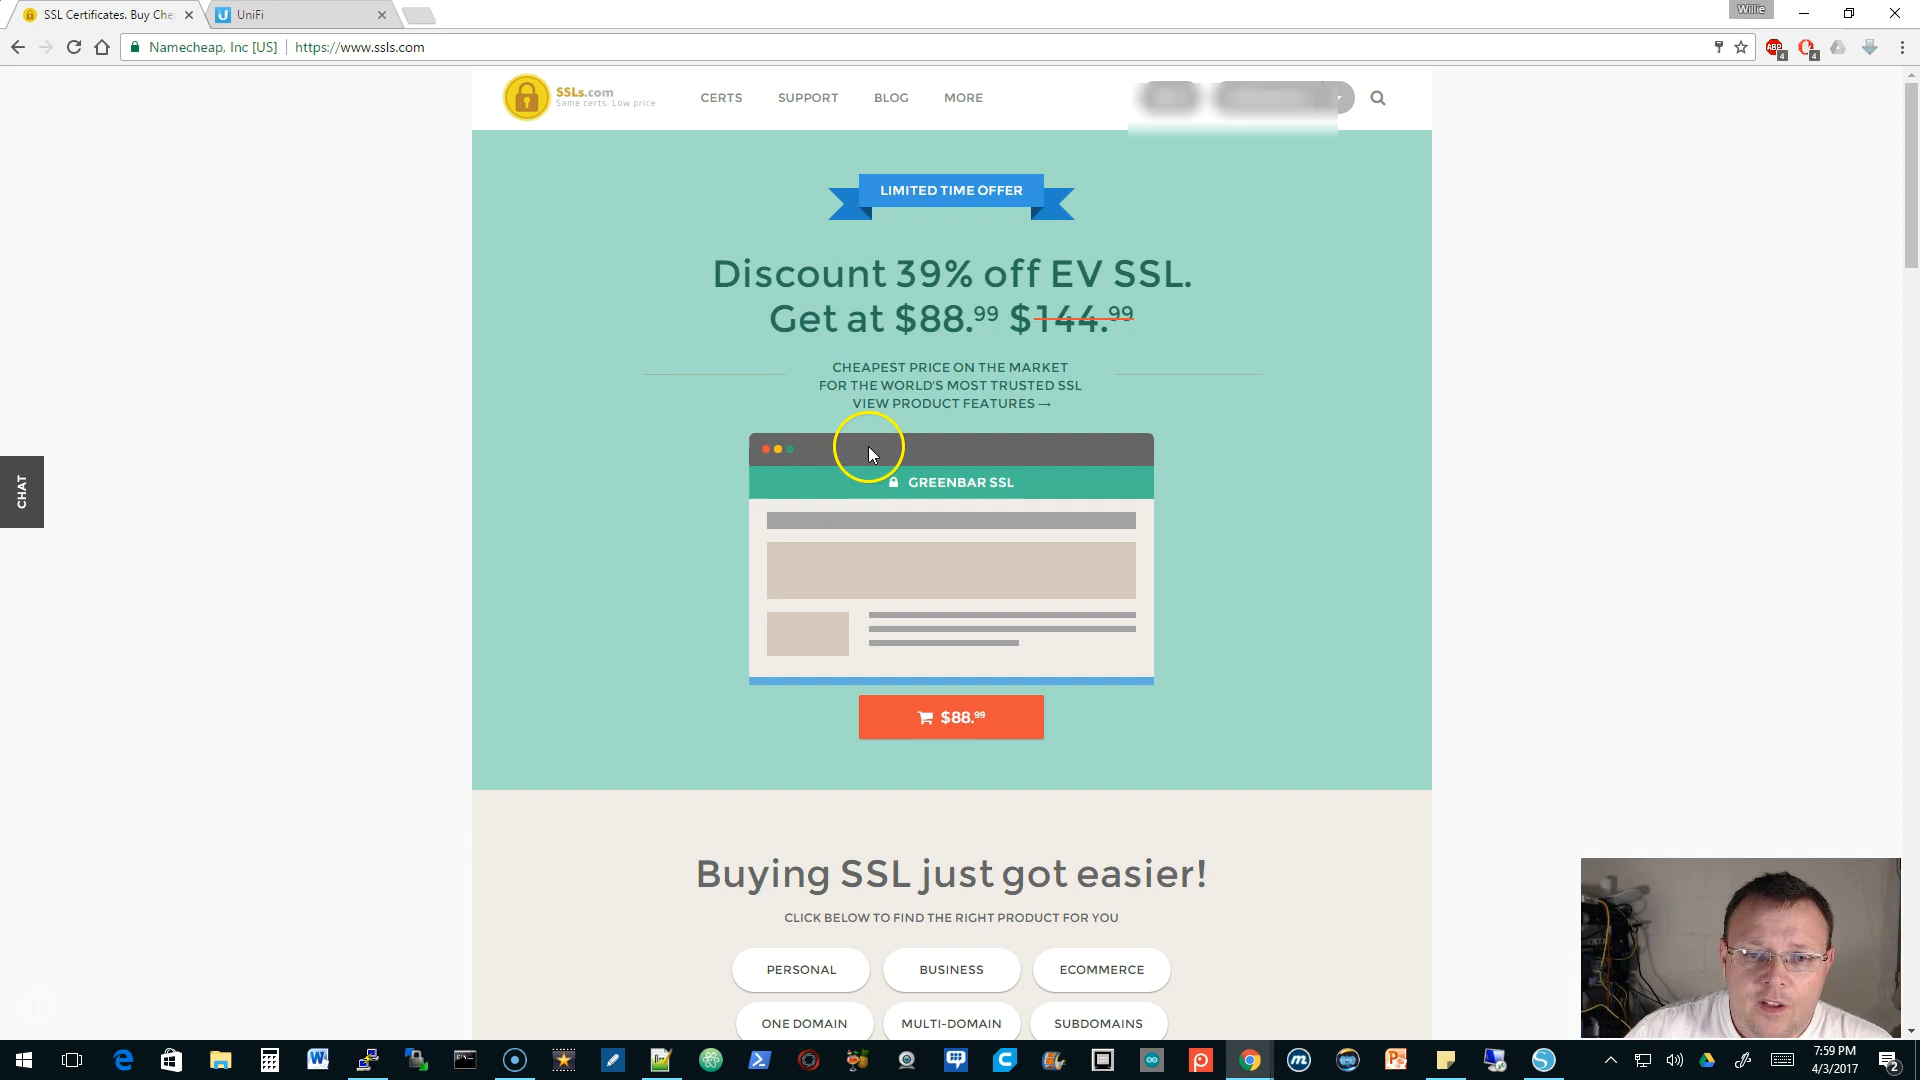 SSL Certificates. Buy Che
UniFi
Willie
Namecheap, Inc [US]
https://www.ssls.com
ABP
4
4
SSLs.com
Same certs. Low price
CERTS
SUPPORT
BLOG
MORE
LIMITED TIME OFFER
Discount 39% off EV SSL.
Get at $88.99 $144.99
CHEAPEST PRICE ON THE MARKET
FOR THE WORLD'S MOST TRUSTED SSL
VIEW PRODUCT FEATURES →
GREENBAR SSL
CHAT
$88.99
Buying SSL just got easier!
CLICK BELOW TO FIND THE RIGHT PRODUCT FOR YOU
PERSONAL
BUSINESS
ECOMMERCE
ONE DOMAIN
MULTI-DOMAIN
SUBDOMAINS
7:59 PM
4/3/2017
2